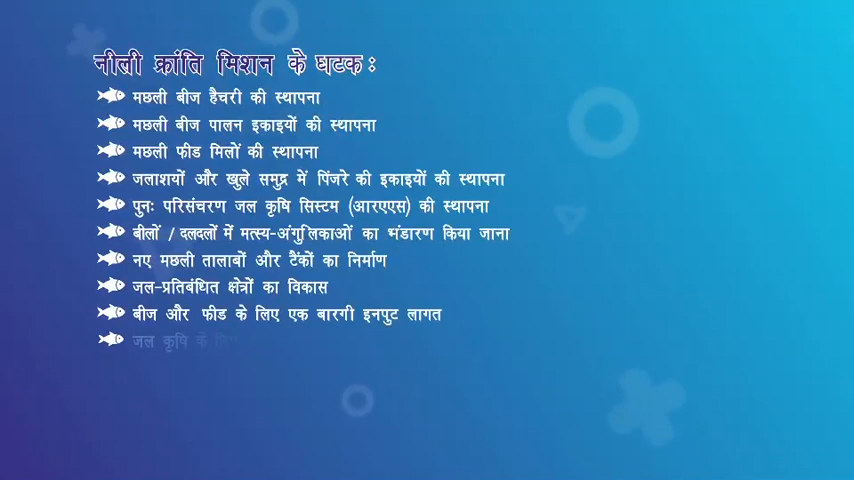 नीली क्रांति मिशन के घटक :
मछली बीज हैचरी की स्थापना
मछली बीज पालन इकाइयों की स्थापना
मछली फीड मिलों की स्थापना
जलाशयों और खुले समुद्र में पिंजरे की इकाइयों की स्थापना
पुनः परिसंचरण जल कृषि सिस्टम (आरएएस) की स्थापना
बीलों / दलदलों में मत्स्य-अंगुलिकाओं का भंडारण किया जाना
नए मछली तालाबों और टैंकों का निर्माण
जल-प्रतिबंधित क्षेत्रों का विकास
बीज और फीड के लिए एक बारगी इनपुट लागत
जल कृषि के